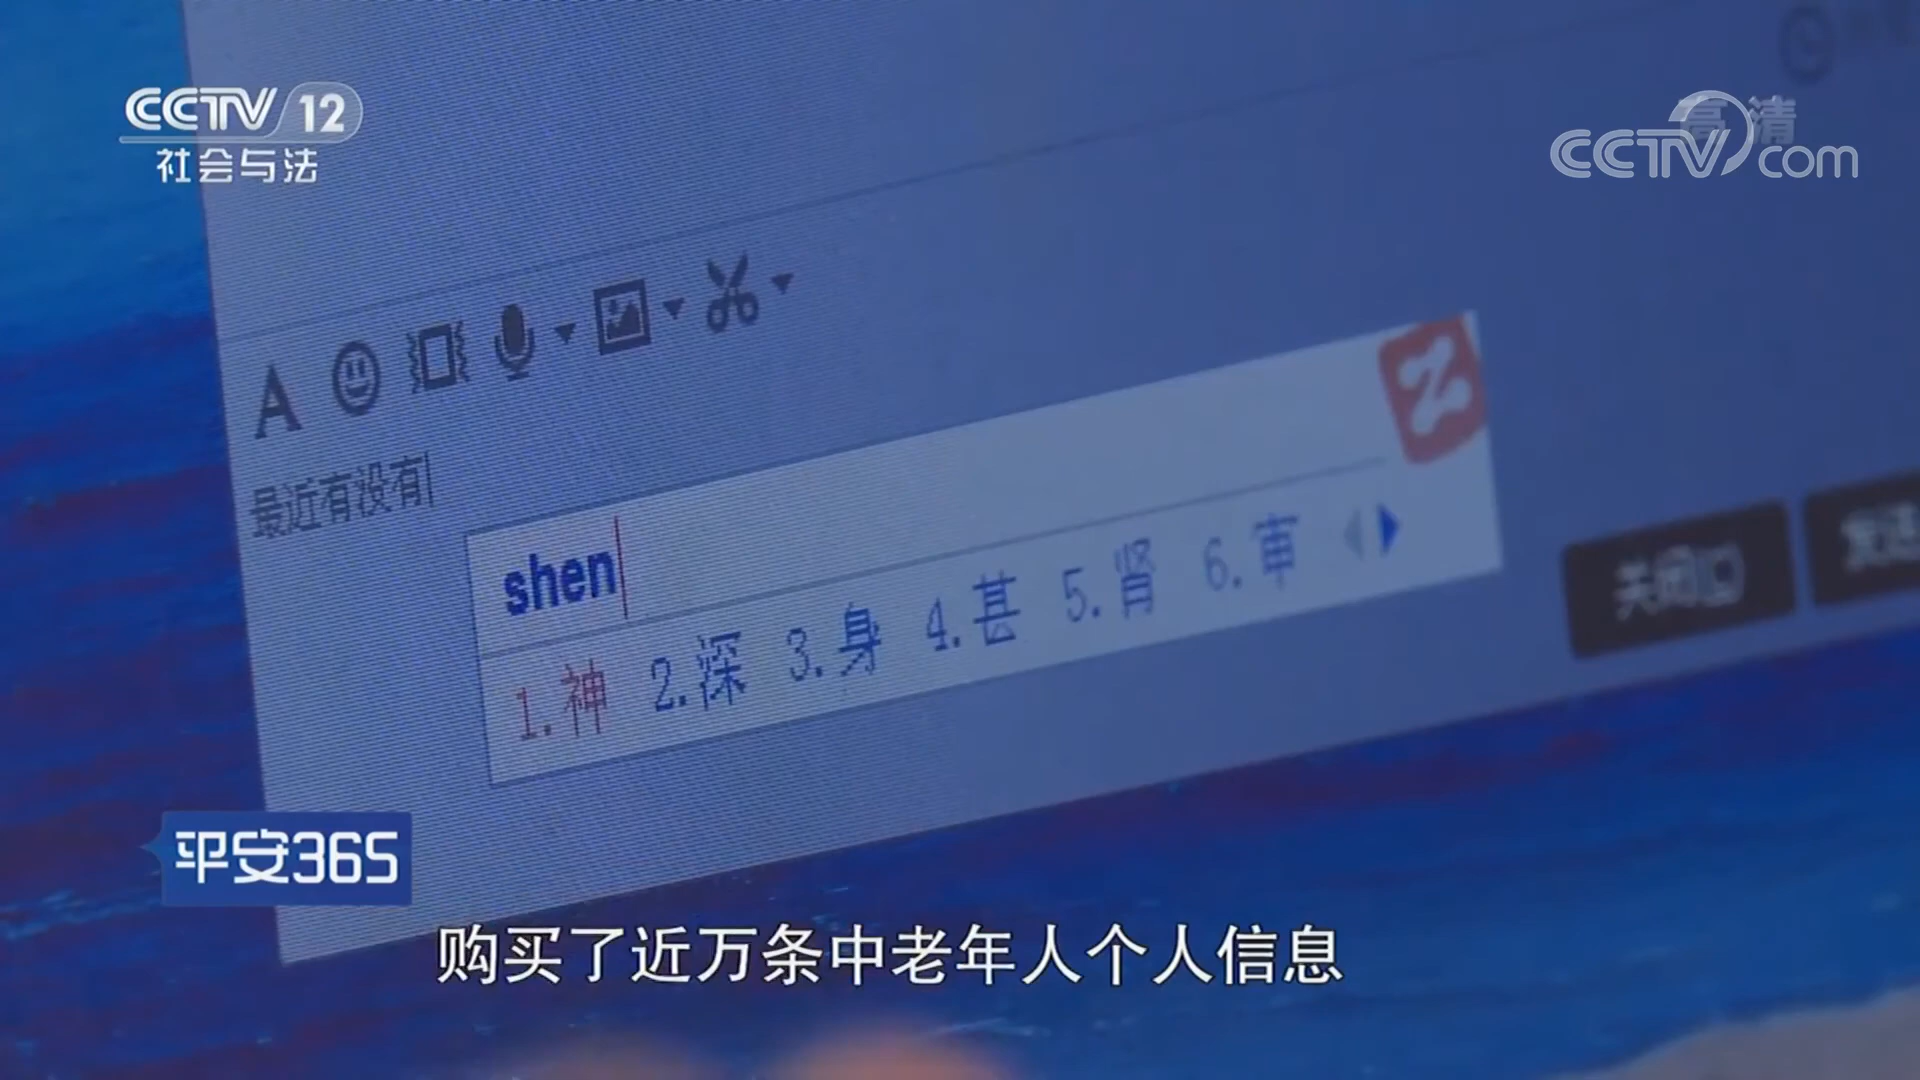 CCTV 12
社会与法
高清
CCTV.com
A
最近有没有
shen
1.神 2.深 3.身 4.甚 5.肾 6.审
关闭(C)
发送
平安365
购买了近万条中老年人个人信息